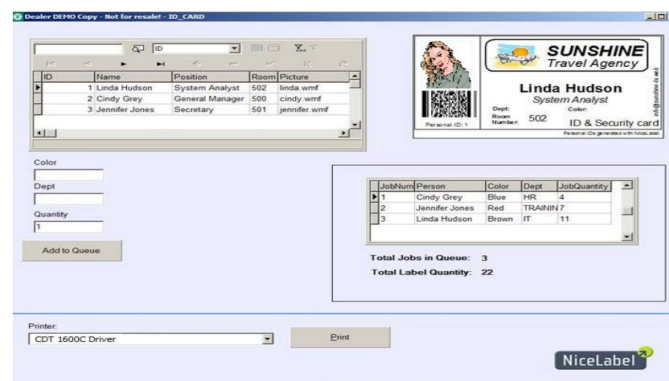 Dealer DEMO Copy - Not for resale! - ID_CARD
ID
ID Name Position Room Picture
1 Linda Hudson System Analyst 502 linda.wmf
2 Cindy Grey General Manager 500 cindy.wmf
3 Jennifer Jones Secretary 501 jennifer.wmf
SUNSHINE
Travel Agency
Linda Hudson
System Analyst
Dept: Color:
Room Number: 502
ID & Security card
Personal ID: 1
Personal IDs generated with NiceLabel
Color
Dept
Quantity
1
Add to Queue
JobNum Person Color Dept JobQuantity
1 Cindy Grey Blue HR 4
2 Jennifer Jones Red TRAININ 7
3 Linda Hudson Brown IT 11
Total Jobs in Queue: 3
Total Label Quantity: 22
Printer:
CDT 1600C Driver
Print
NiceLabel